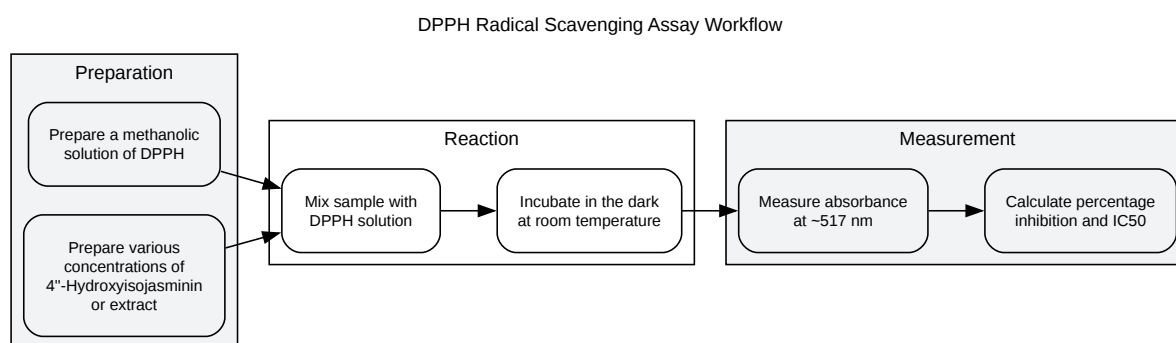 DPPH Radical Scavenging Assay Workflow
Preparation
Prepare a methanolic
solution of DPPH
Prepare various
concentrations of
4"-Hydroxyisojasminin
or extract
Reaction
Mix sample with
DPPH solution
Incubate in the dark
at room temperature
Measurement
Measure absorbance
at ~517 nm
Calculate percentage
inhibition and IC50